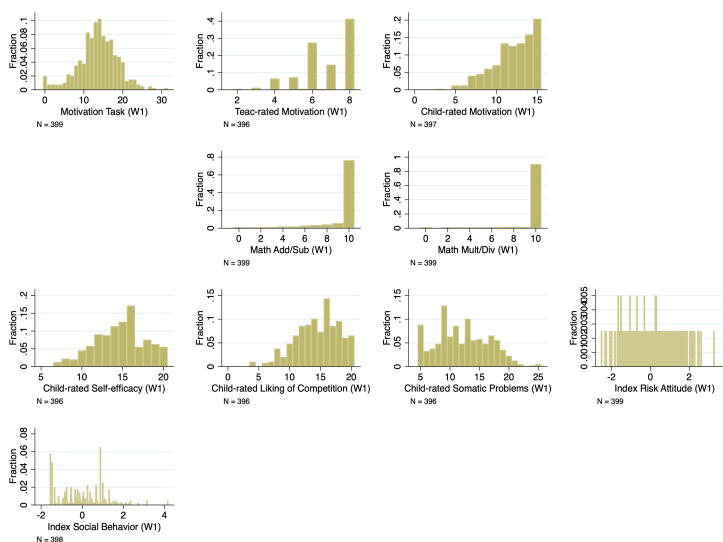 Fraction
0 .02 .04 .06 .08 .1
0 10 20 30
Motivation Task (W1)
N = 399
Fraction
0 .1 .2 .3 .4
2 4 6 8
Teac-rated Motivation (W1)
N = 396
Fraction
0 .05 .1 .15 .2
0 5 10 15
Child-rated Motivation (W1)
N = 397
Fraction
0 .2 .4 .6 .8
0 2 4 6 8 10
Math Add/Sub (W1)
N = 399
Fraction
0 .2 .4 .6 .8 1
0 2 4 6 8 10
Math Mult/Div (W1)
N = 399
Fraction
0 .05 .1 .15 .2
5 10 15 20
Child-rated Self-efficacy (W1)
N = 396
Fraction
0 .05 .1 .15
0 5 10 15 20
Child-rated Liking of Competition (W1)
N = 396
Fraction
0 .05 .1 .15
5 10 15 20 25
Child-rated Somatic Problems (W1)
N = 396
Fraction
0 .001 .002 .003 .004 .005
-2 0 2
Index Risk Attitude (W1)
N = 399
Fraction
0 .02 .04 .06 .08
-2 0 2 4
Index Social Behavior (W1)
N = 398